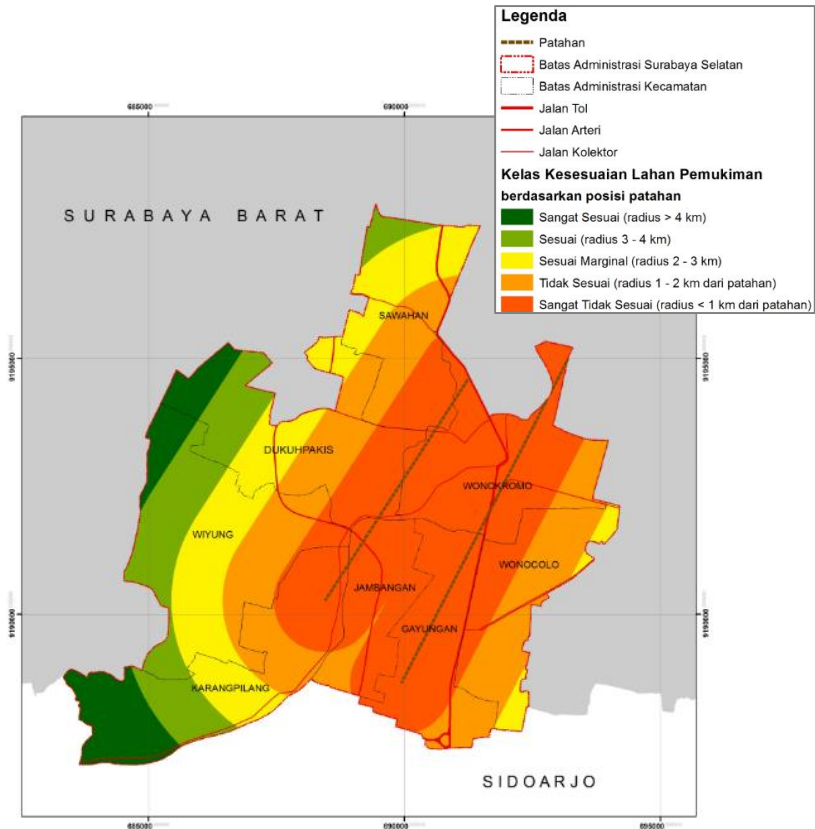 Legenda
Patahan
Batas Administrasi Surabaya Selatan
Batas Administrasi Kecamatan
Jalan Tol
Jalan Arteri
Jalan Kolektor
Kelas Kesesuaian Lahan Pemukiman
berdasarkan posisi patahan
Sangat Sesuai (radius > 4 km)
Sesuai (radius 3 - 4 km)
Sesuai Marginal (radius 2 - 3 km)
Tidak Sesuai (radius 1 - 2 km dari patahan)
Sangat Tidak Sesuai (radius < 1 km dari patahan)
SURABAYA BARAT
SAWAHAN
DUKUHPAKIS
WONOKROMO
WIYUNG
WONOCOLO
JAMBANGAN
GAYUNGAN
KARANGPILANG
SIDOARJO
685000
690000
695000